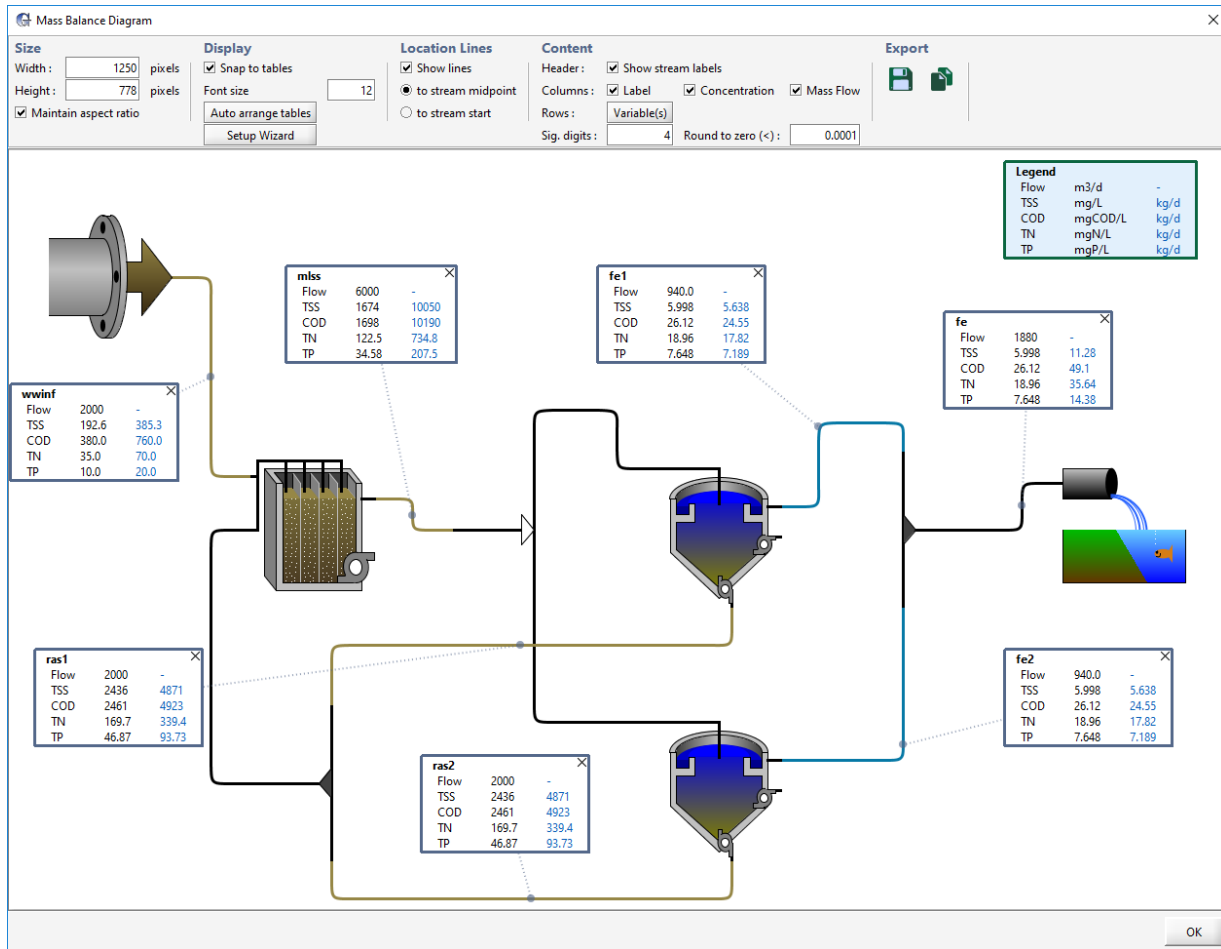 Mass Balance Diagram
Size
Width : 1250 pixels
Height : 778 pixels
Maintain aspect ratio
Display
Snap to tables
Font size 12
Auto arrange tables
Setup Wizard
Location Lines
Show lines
to stream midpoint
to stream start
Content
Header : Show stream labels
Columns : Label Concentration Mass Flow
Rows : Variable(s)
Sig. digits : 4 Round to zero (<) : 0.0001
Export
Legend
Flow m3/d -
TSS mg/L kg/d
COD mgCOD/L kg/d
TN mgN/L kg/d
TP mgP/L kg/d
mlss
Flow 6000 -
TSS 1674 10050
COD 1698 10190
TN 122.5 734.8
TP 34.58 207.5
fe1
Flow 940.0 -
TSS 5.998 5.638
COD 26.12 24.55
TN 18.96 17.82
TP 7.648 7.189
fe
Flow 1880 -
TSS 5.998 11.28
COD 26.12 49.1
TN 18.96 35.64
TP 7.648 14.38
wwinf
Flow 2000 -
TSS 192.6 385.3
COD 380.0 760.0
TN 35.0 70.0
TP 10.0 20.0
ras1
Flow 2000 -
TSS 2436 4871
COD 2461 4923
TN 169.7 339.4
TP 46.87 93.73
fe2
Flow 940.0 -
TSS 5.998 5.638
COD 26.12 24.55
TN 18.96 17.82
TP 7.648 7.189
ras2
Flow 2000 -
TSS 2436 4871
COD 2461 4923
TN 169.7 339.4
TP 46.87 93.73
OK